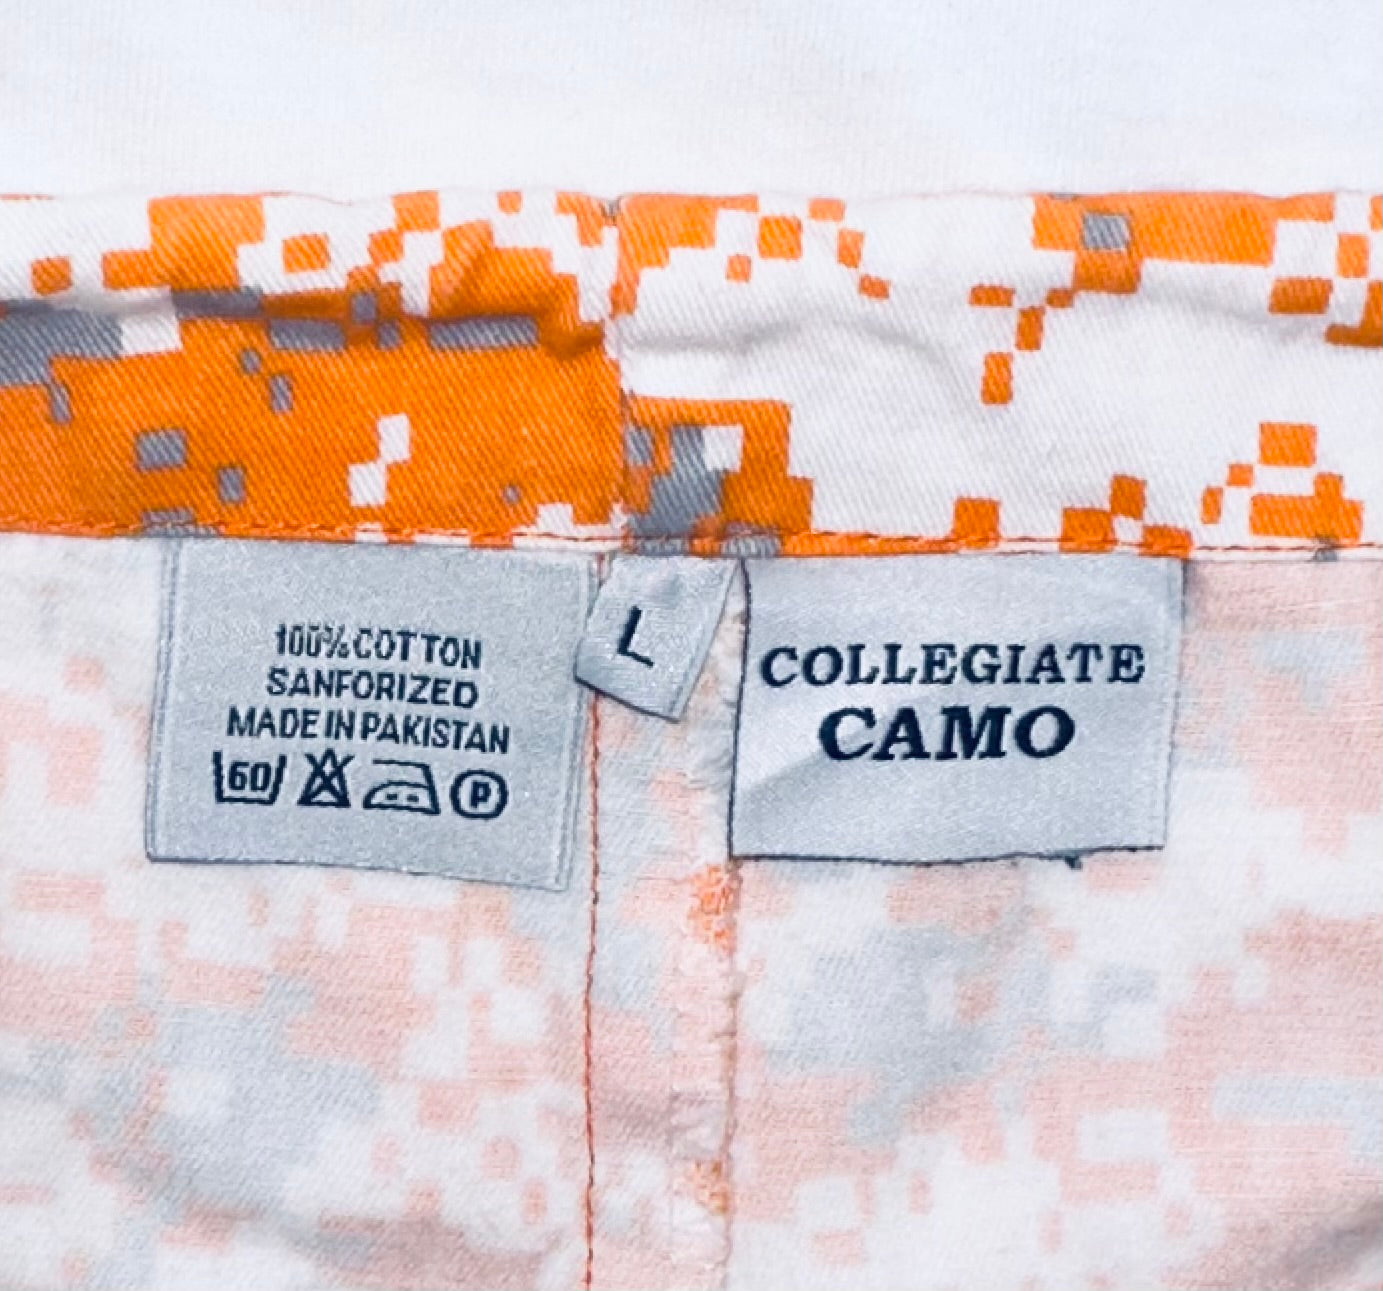 100% COTTON
SANFORIZED
MADE IN PAKISTAN
60 P
L
COLLEGIATE
CAMO